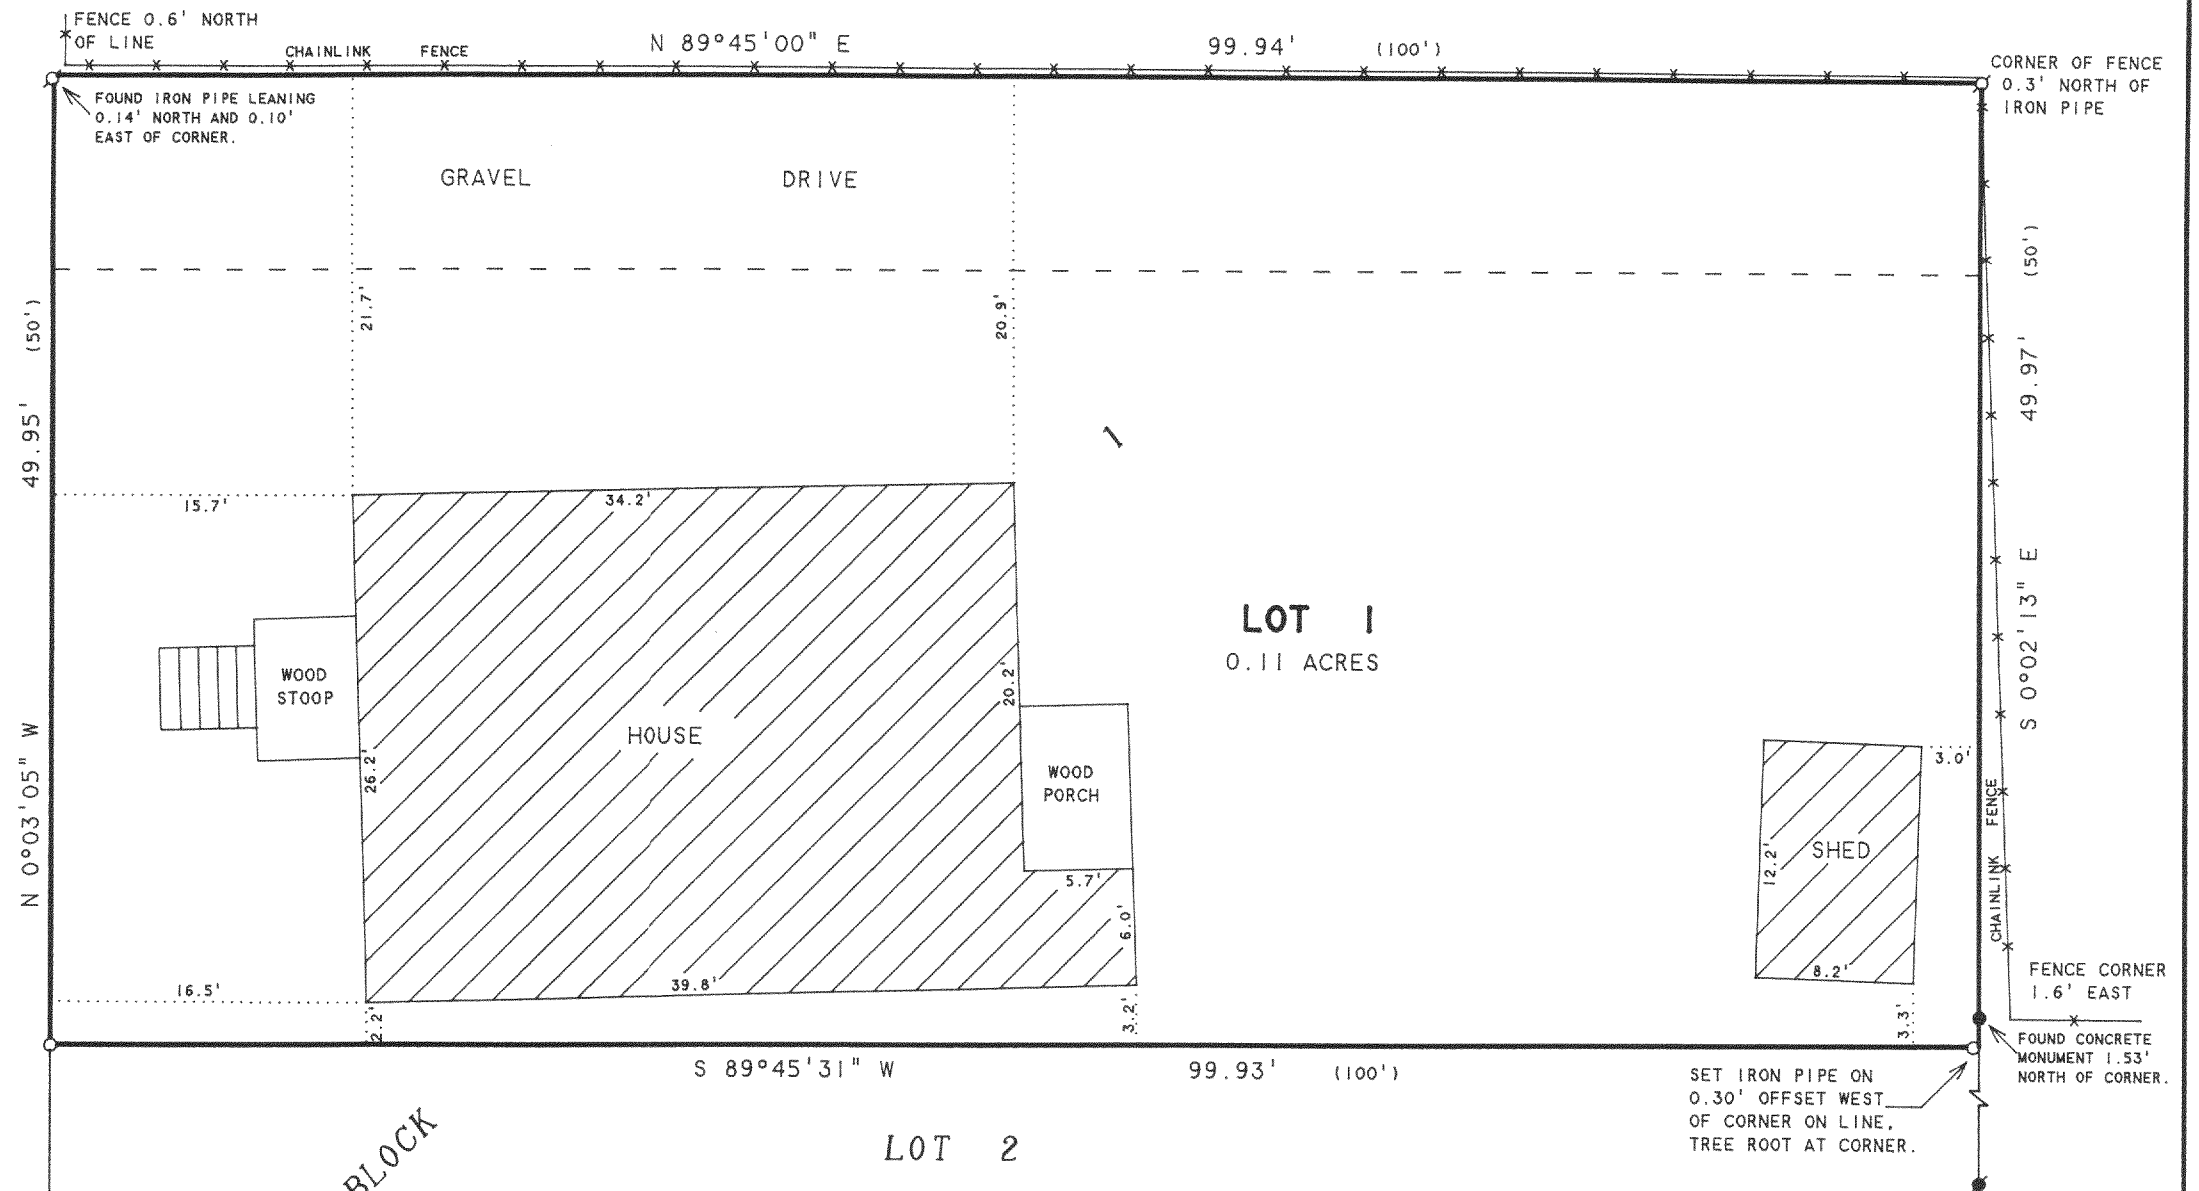 FENCE 0.6' NORTH
OF LINE
CHAINLINK FENCE
N 89°45'00" E
99.94' (100')
CORNER OF FENCE
0.3' NORTH OF
IRON PIPE
FOUND IRON PIPE LEANING
0.14' NORTH AND 0.10'
EAST OF CORNER.
GRAVEL DRIVE
(50')
49.95'
N 0°03'05" W
21.7'
20.9'
(50')
49.97'
S 0°02'13" E
1
15.7'
34.2'
LOT 1
0.11 ACRES
WOOD
STOOP
HOUSE
26.2'
20.2'
WOOD
PORCH
5.7'
6.0'
3.0'
12.2'
SHED
8.2'
CHAINLINK FENCE
16.5'
39.8'
2.2'
3.2'
3.3'
FENCE CORNER
1.6' EAST
FOUND CONCRETE
MONUMENT 1.53'
NORTH OF CORNER.
S 89°45'31" W
99.93' (100')
SET IRON PIPE ON
0.30' OFFSET WEST
OF CORNER ON LINE,
TREE ROOT AT CORNER.
BLOCK
LOT 2